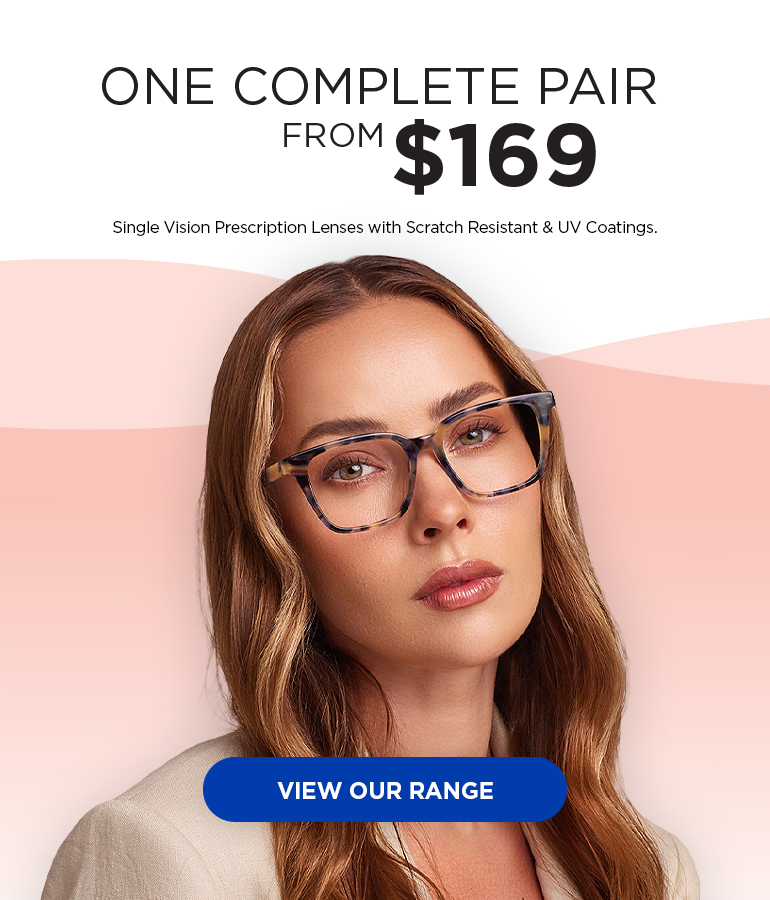 ONE COMPLETE PAIR
FROM $169
Single Vision Prescription Lenses with Scratch Resistant & UV Coatings.
VIEW OUR RANGE